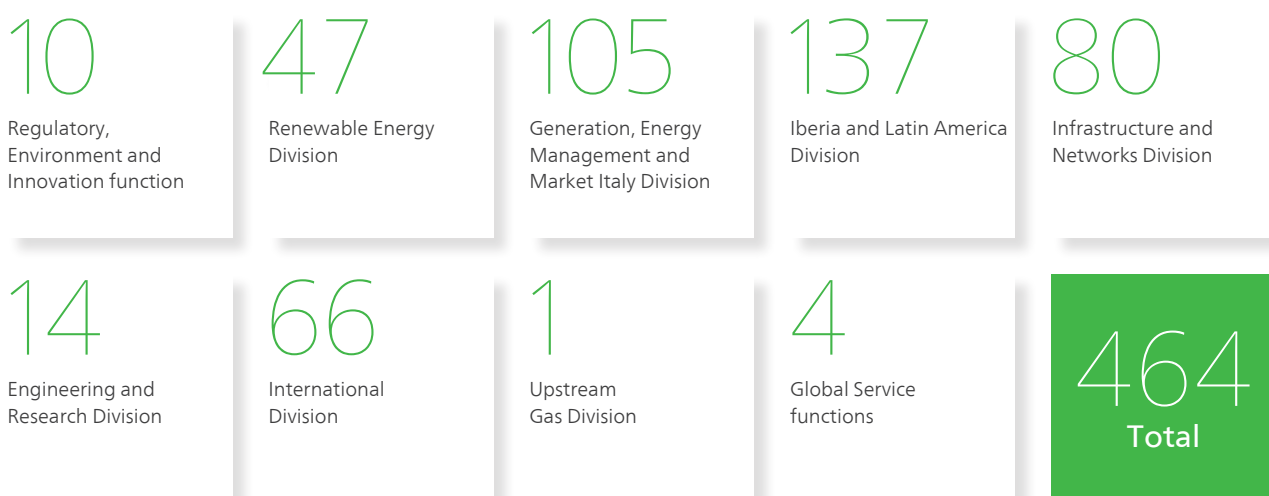 10
Regulatory,
Environment and
Innovation function
47
Renewable Energy
Division
105
Generation, Energy
Management and
Market Italy Division
137
Iberia and Latin America
Division
80
Infrastructure and
Networks Division
14
Engineering and
Research Division
66
International
Division
1
Upstream
Gas Division
4
Global Service
functions
464
Total